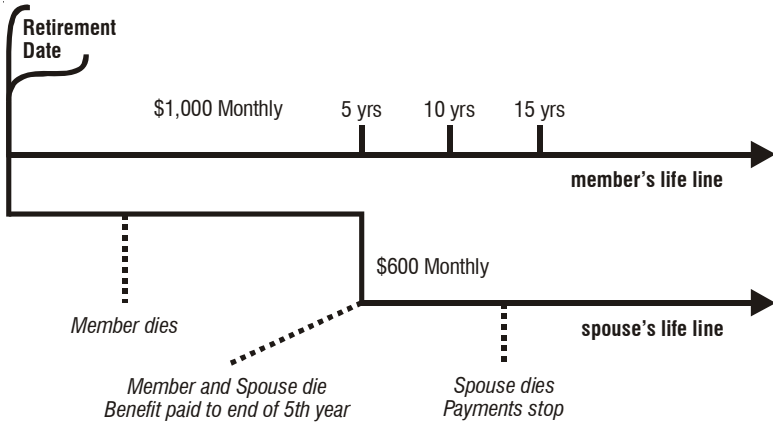 Retirement
Date
$1,000 Monthly
5 yrs
10 yrs
15 yrs
member's life line
$600 Monthly
Member dies
spouse's life line
Member and Spouse die
Benefit paid to end of 5th year
Spouse dies
Payments stop